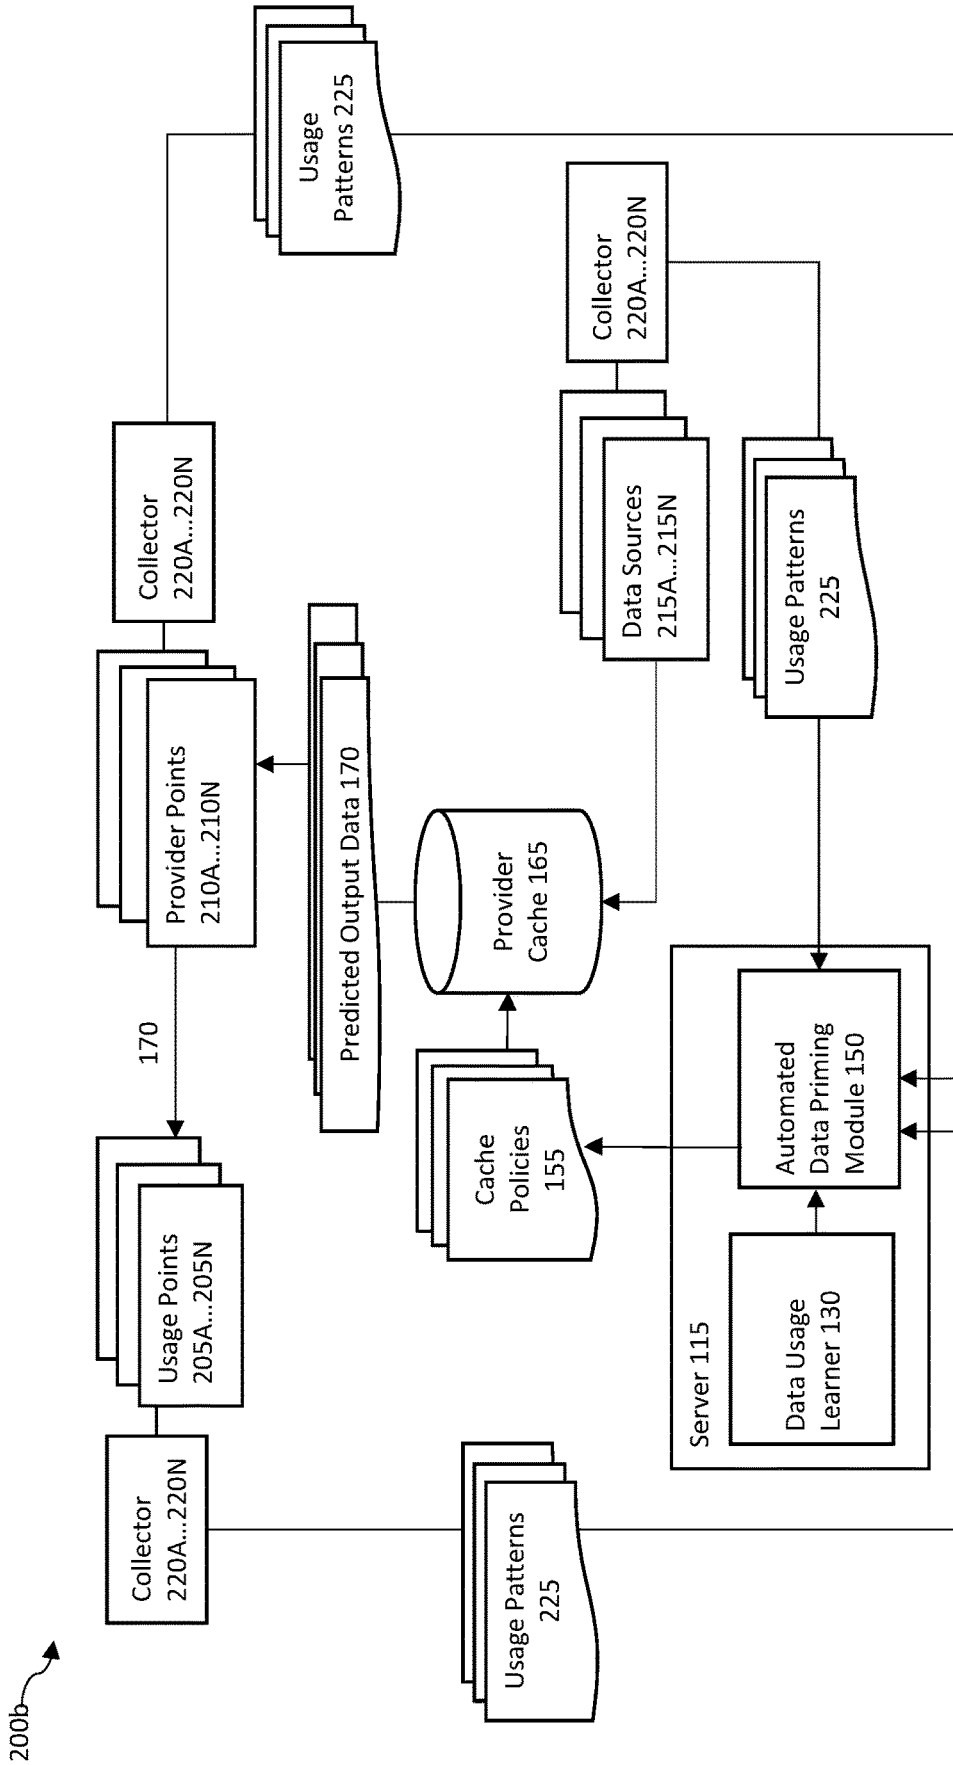 200b
Collector
220A...220N
Usage Points
205A...205N
170
Provider Points
210A...210N
Collector
220A...220N
Usage
Patterns 225
Predicted Output Data 170
Usage Patterns
225
Cache
Policies
155
Provider
Cache 165
Data Sources
215A...215N
Collector
220A...220N
Server 115
Data Usage
Learner 130
Automated
Data Priming
Module 150
Usage Patterns
225